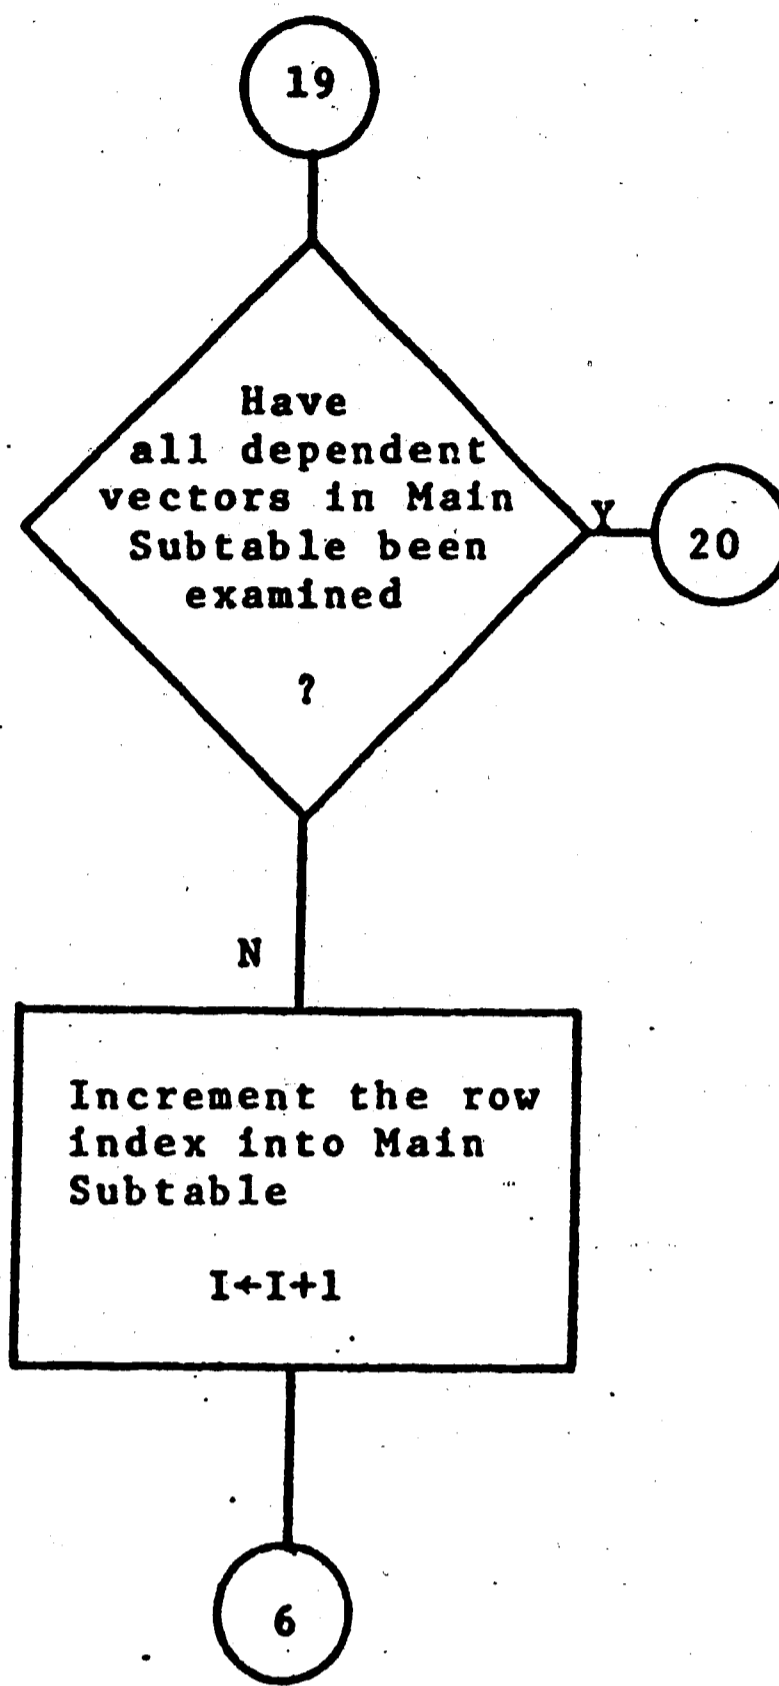 19
Have
all dependent
vectors in Main
Subtable been
examined
?
Y
20
N
Increment the row
index into Main
Subtable
I←I+1
6